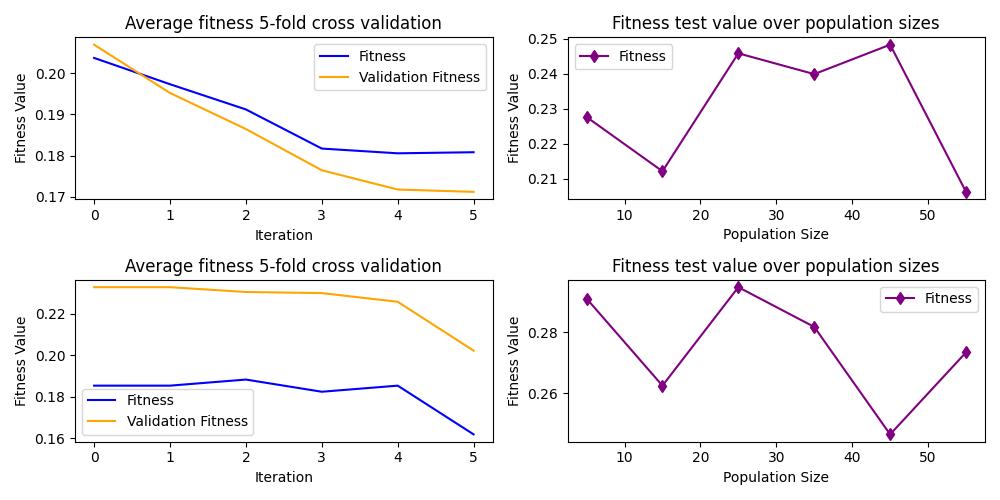 Average fitness 5-fold cross validation
Fitness Value
0.20
0.19
0.18
0.17
Fitness
Validation Fitness
0 1 2 3 4 5
Iteration
Fitness test value over population sizes
Fitness Value
0.25
0.24
0.23
0.22
0.21
Fitness
10 20 30 40 50
Population Size
Average fitness 5-fold cross validation
Fitness Value
0.22
0.20
0.18
0.16
Fitness
Validation Fitness
0 1 2 3 4 5
Iteration
Fitness test value over population sizes
Fitness Value
0.28
0.26
Fitness
10 20 30 40 50
Population Size